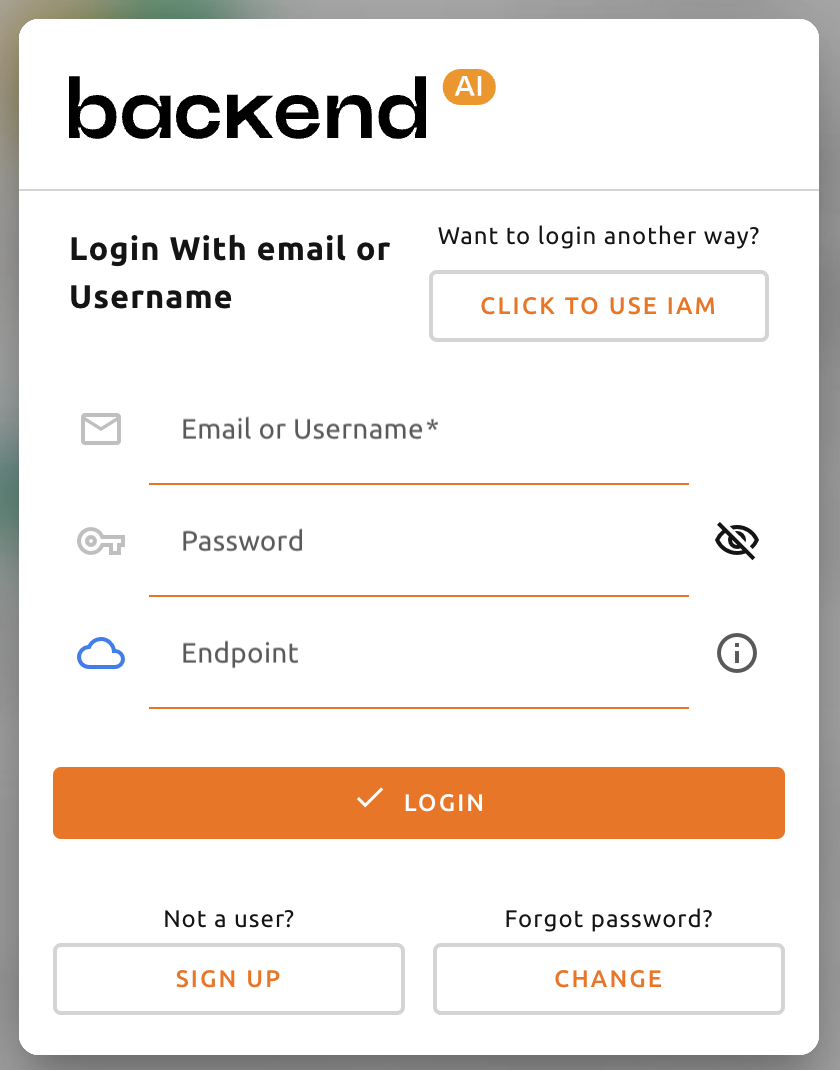 backend AI
Login With email or
Username
Want to login another way?
CLICK TO USE IAM
Email or Username*
Password
Endpoint
LOGIN
Not a user?
SIGN UP
Forgot password?
CHANGE